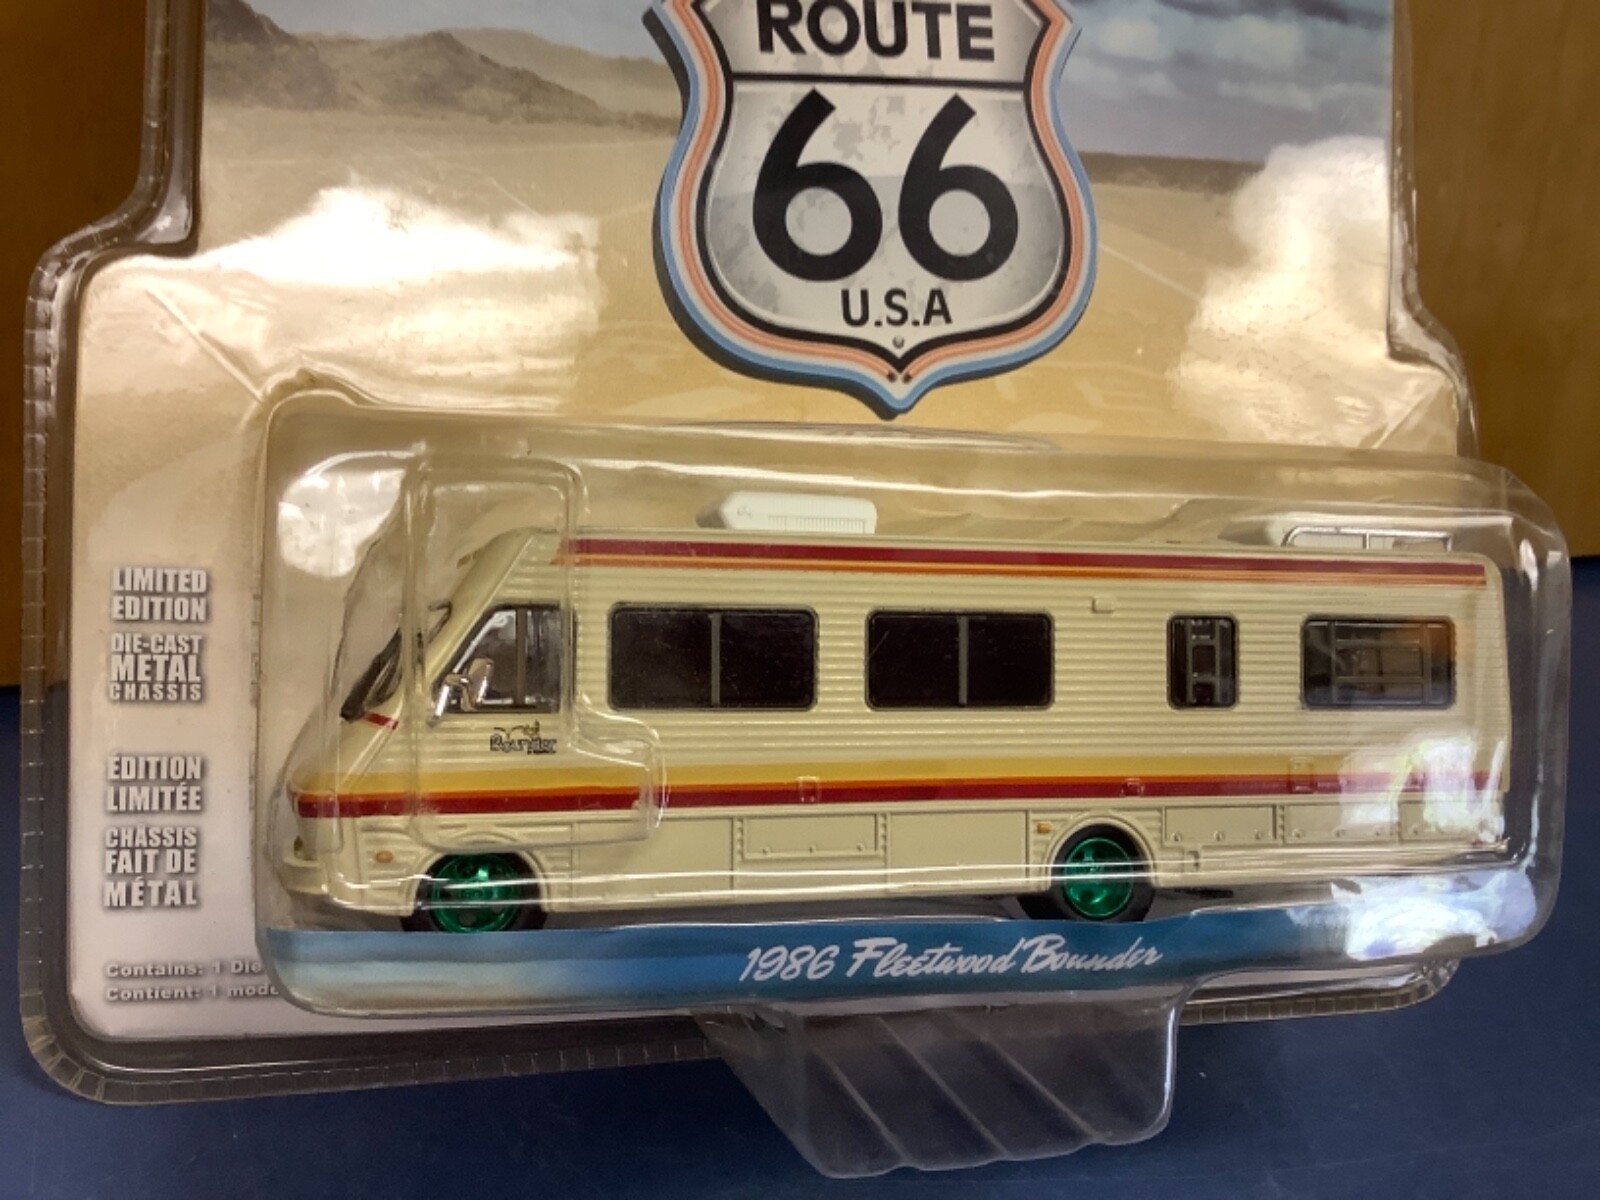 ROUTE
66
U.S.A
LIMITED
EDITION
DIE-CAST
METAL
CHASSIS
ÉDITION
LIMITÉE
CHÂSSIS
FAIT DE
MÉTAL
Contains: 1 Die
Contient: 1 mode
Bounder
1986 Fleetwood Bounder